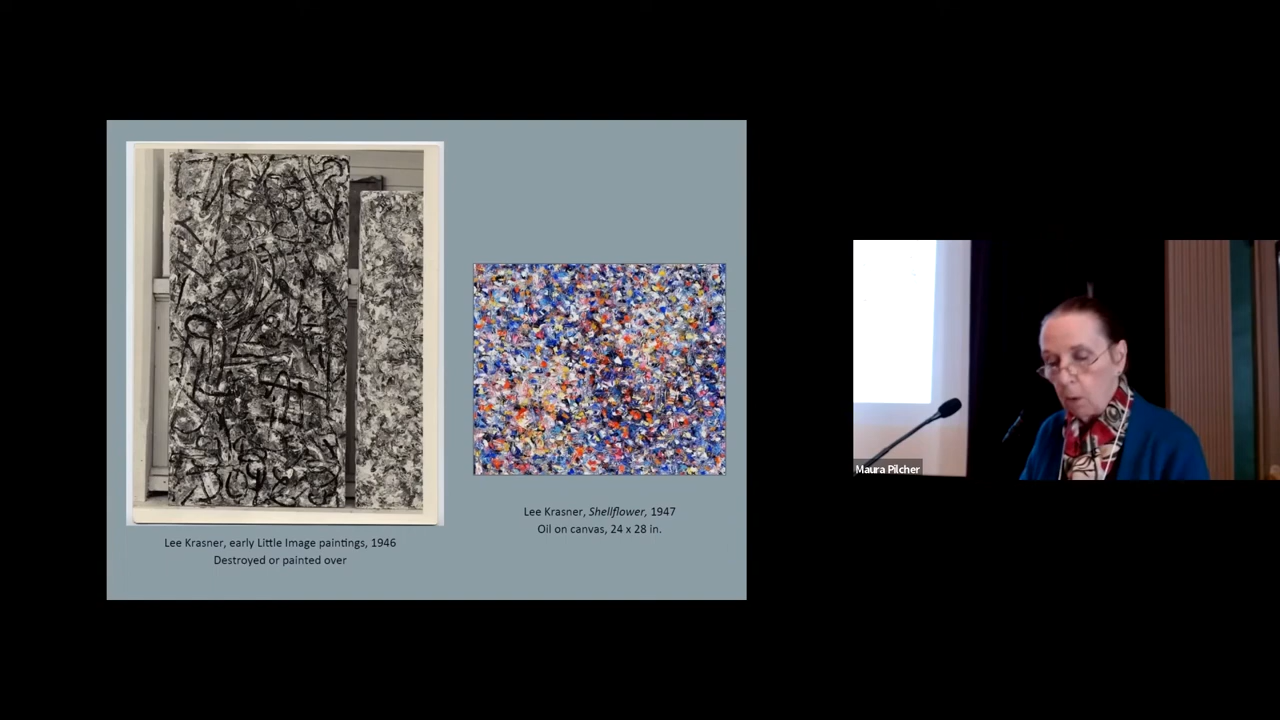 Lee Krasner, early Little Image paintings, 1946
Destroyed or painted over
Lee Krasner, Shellflower, 1947
Oil on canvas, 24 x 28 in.
Maura Pilcher